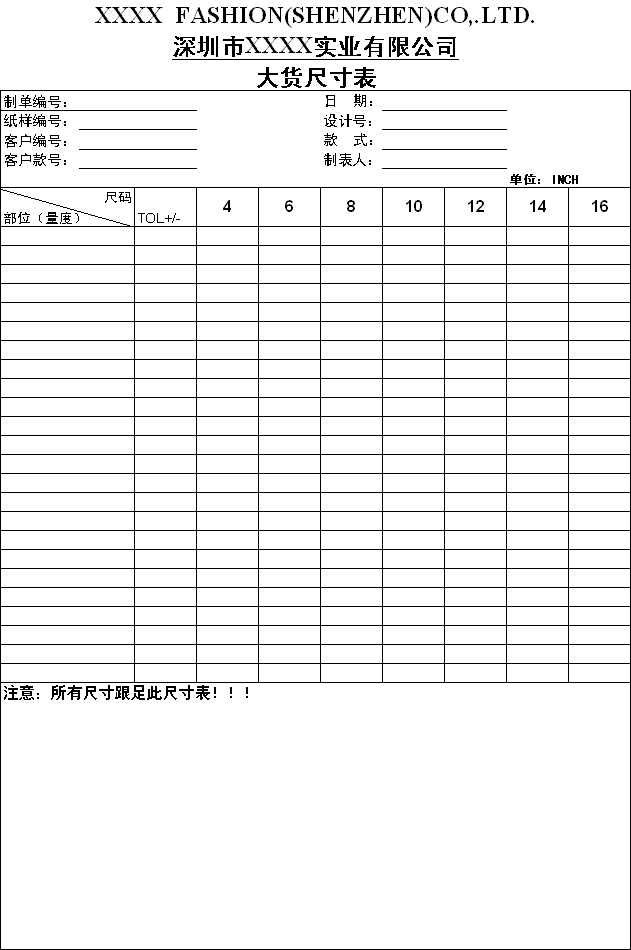 XXXX FASHION(SHENZHEN)CO,.LTD.
深圳市XXXX实业有限公司
大货尺寸表
制单编号： 日 期：
纸样编号： 设计号：
客户编号： 款 式：
客户款号： 制表人：
单位：INCH
尺码
部位（量度） TOL+/- 4 6 8 10 12 14 16
注意：所有尺寸跟足此尺寸表！！！